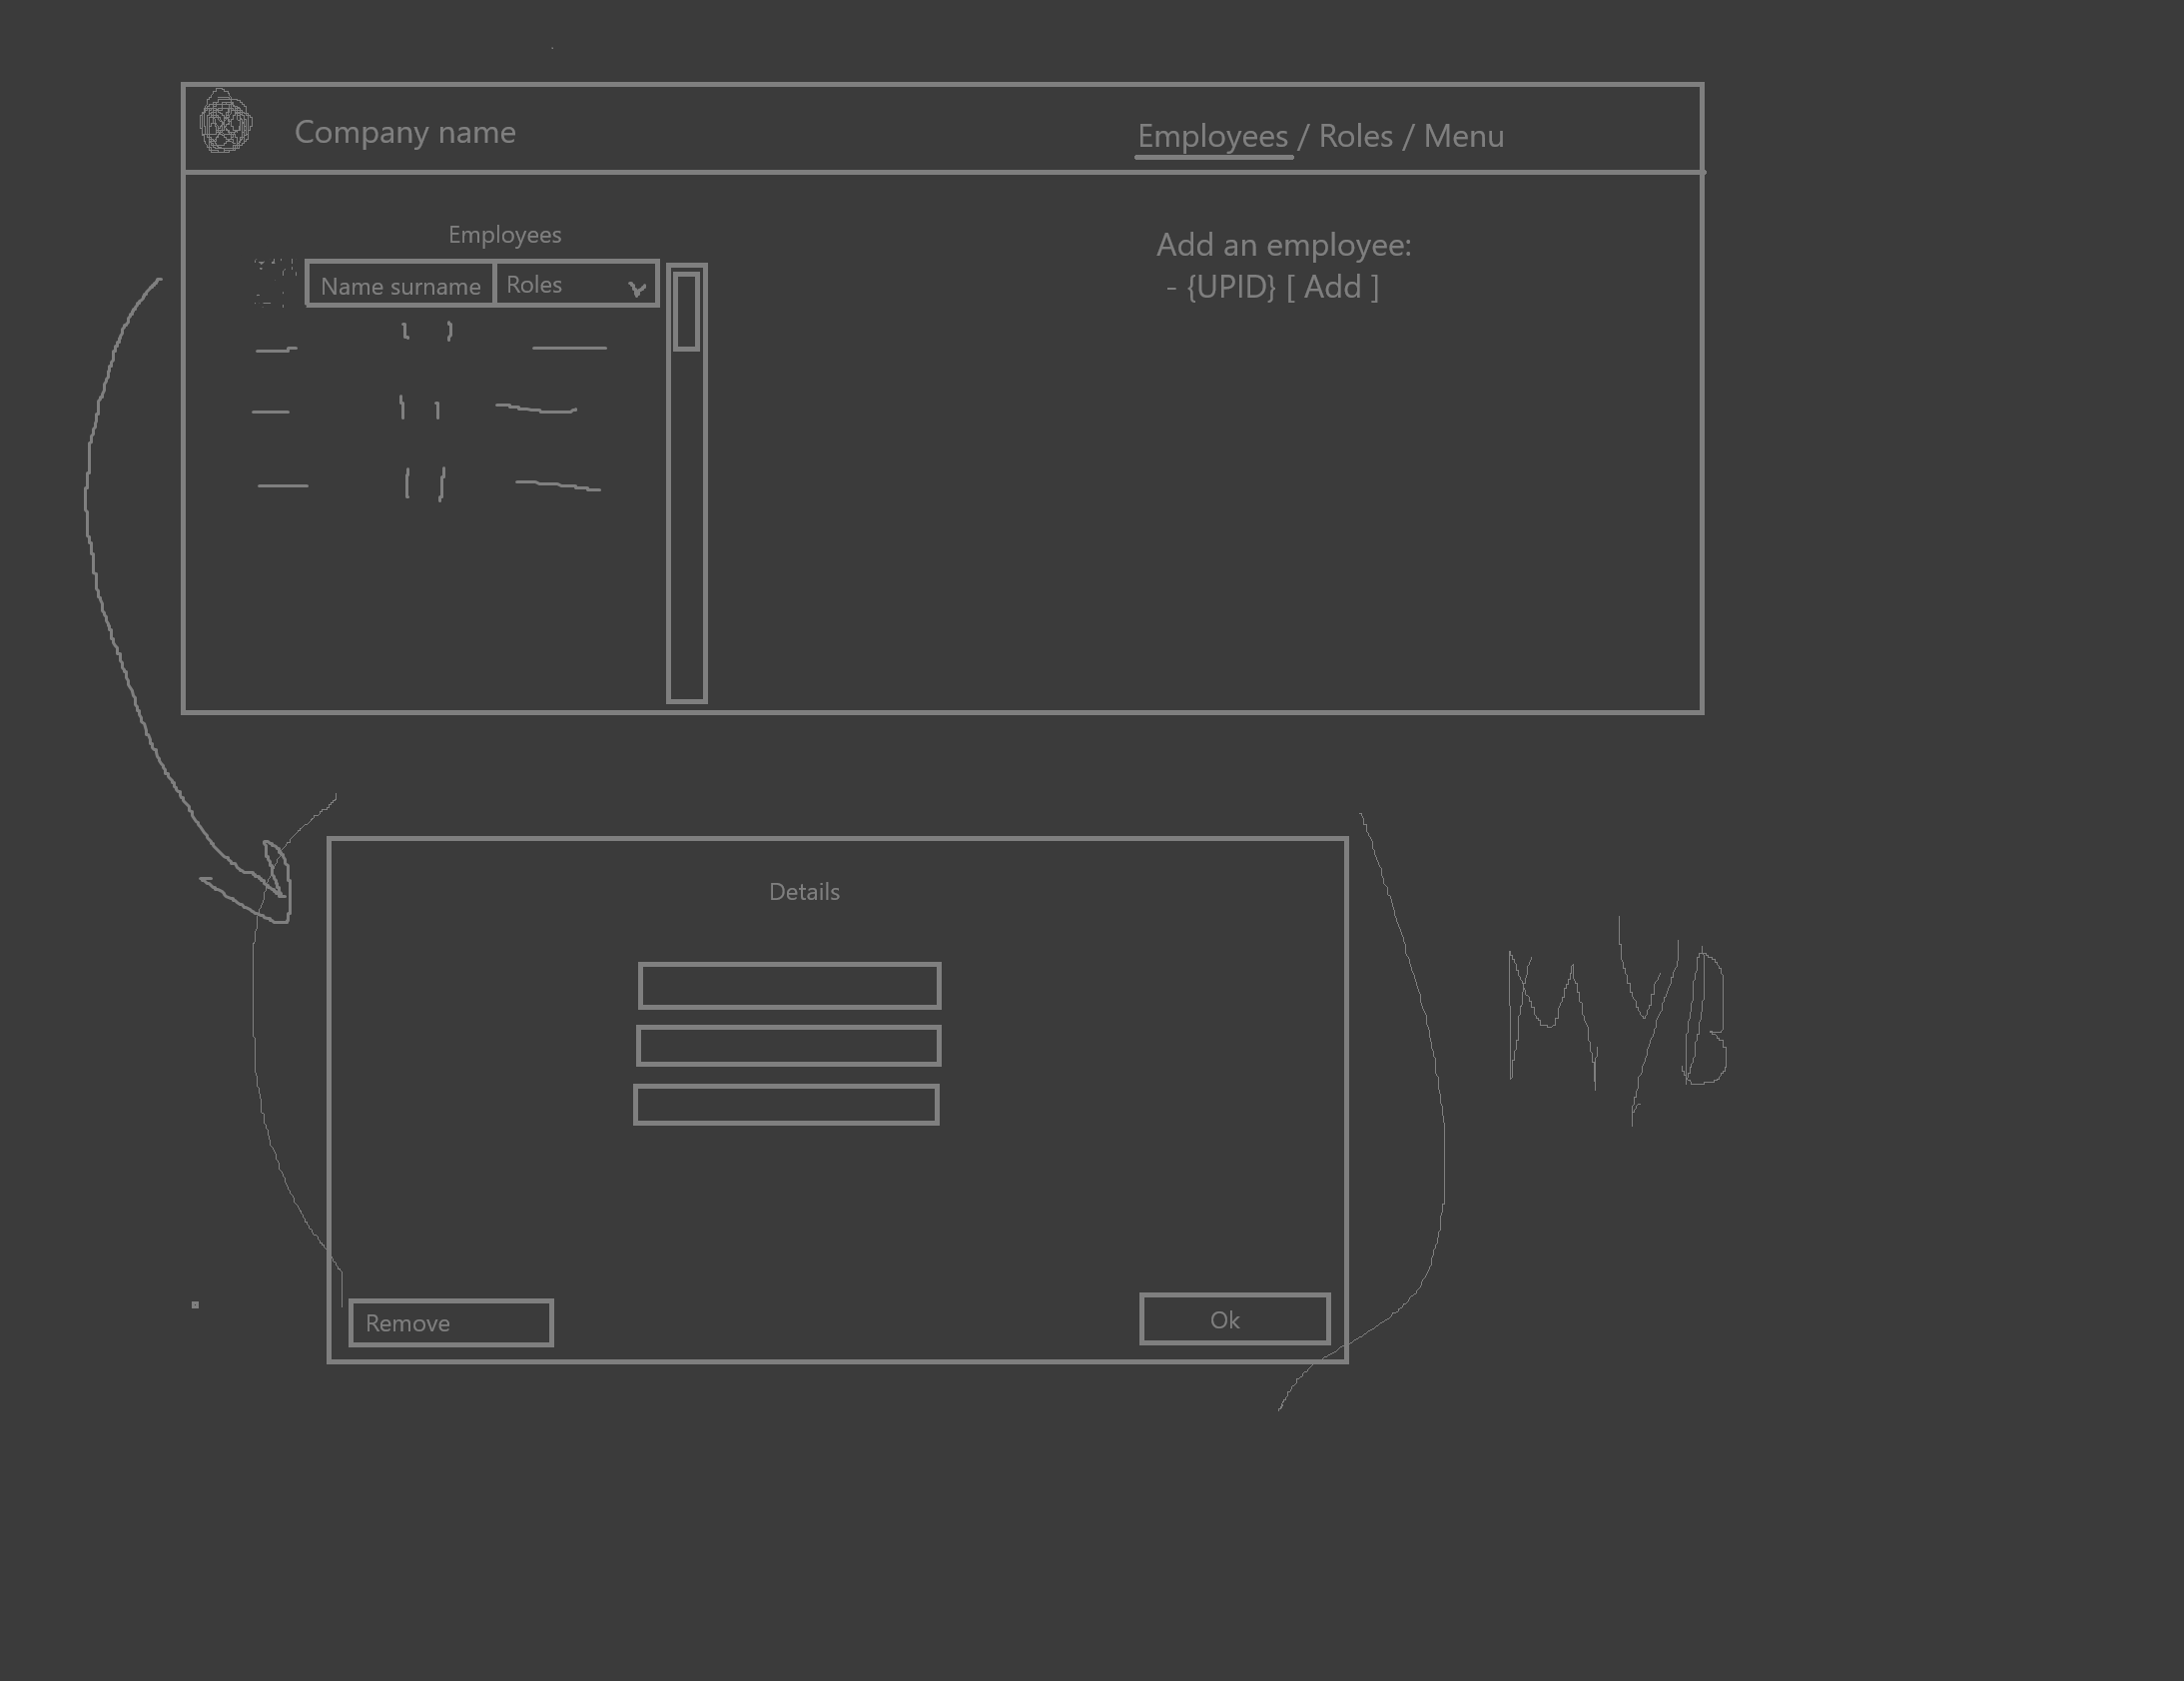 Company name
Employees / Roles / Menu
Employees
Name surname
Roles
Add an employee:
- {UPID} [ Add ]
Details
MYB
Remove
Ok